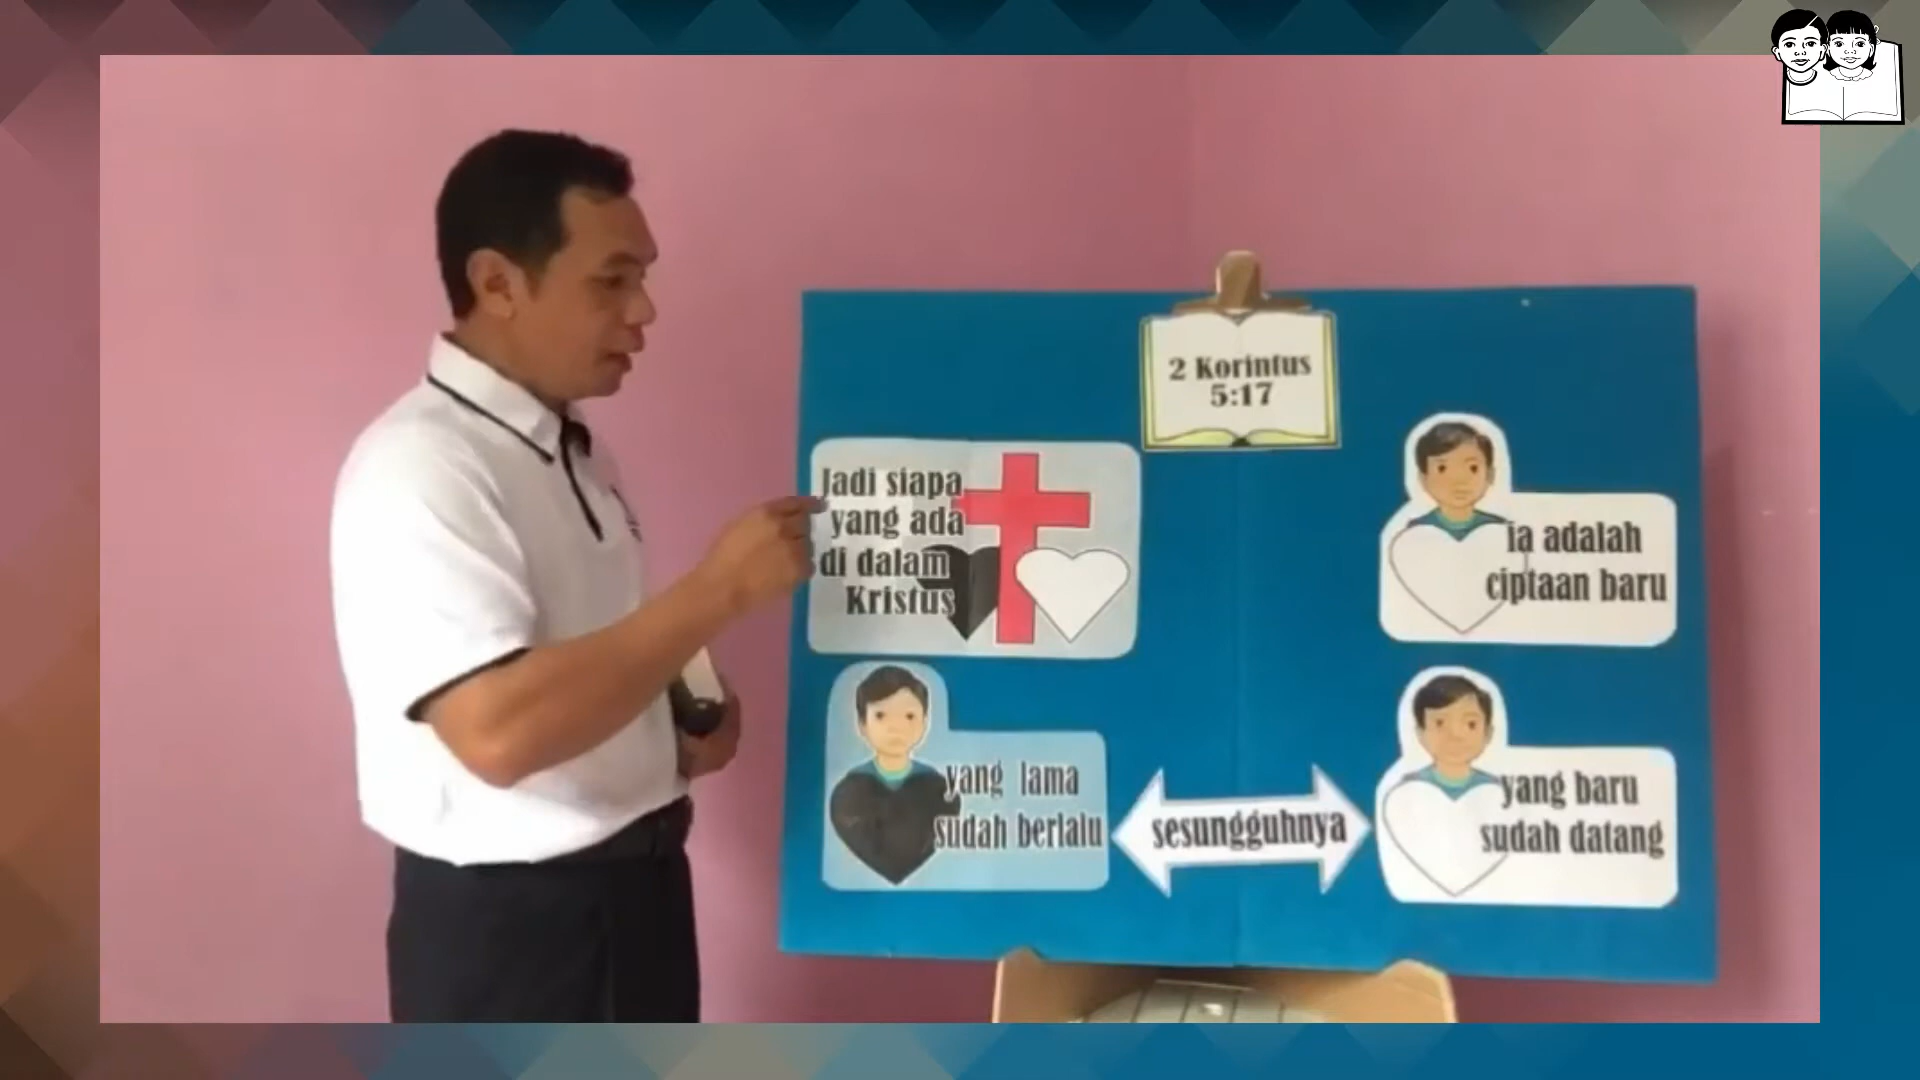 2 Korintus
5:17
Jadi siapa
yang ada
di dalam
Kristus
ia adalah
ciptaan baru
yang lama
sudah berlalu
sesungguhnya
yang baru
sudah datang